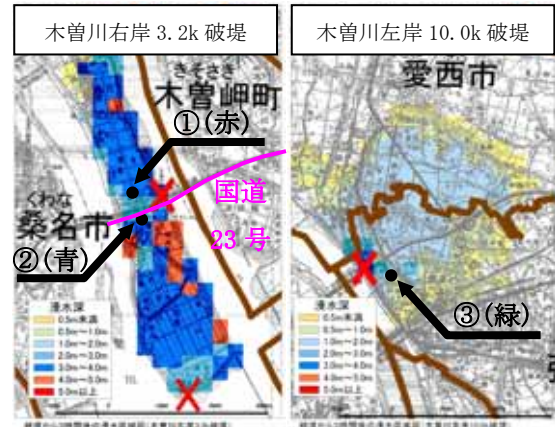 木曽川右岸 3.2k 破堤
きそさき
木曽岬町
①(赤)
国道
23 号
くわな
桑名市
②(青)
浸水深
0.5m未満
0.5m～1.0m
1.0m～2.0m
2.0m～3.0m
3.0m～4.0m
4.0m～5.0m
5.0m以上
木曽川左岸 10.0k 破堤
愛西市
③(緑)
浸水深
0.5m未満
0.5m～1.0m
1.0m～2.0m
2.0m～3.0m
3.0m～4.0m
4.0m～5.0m
5.0m以上